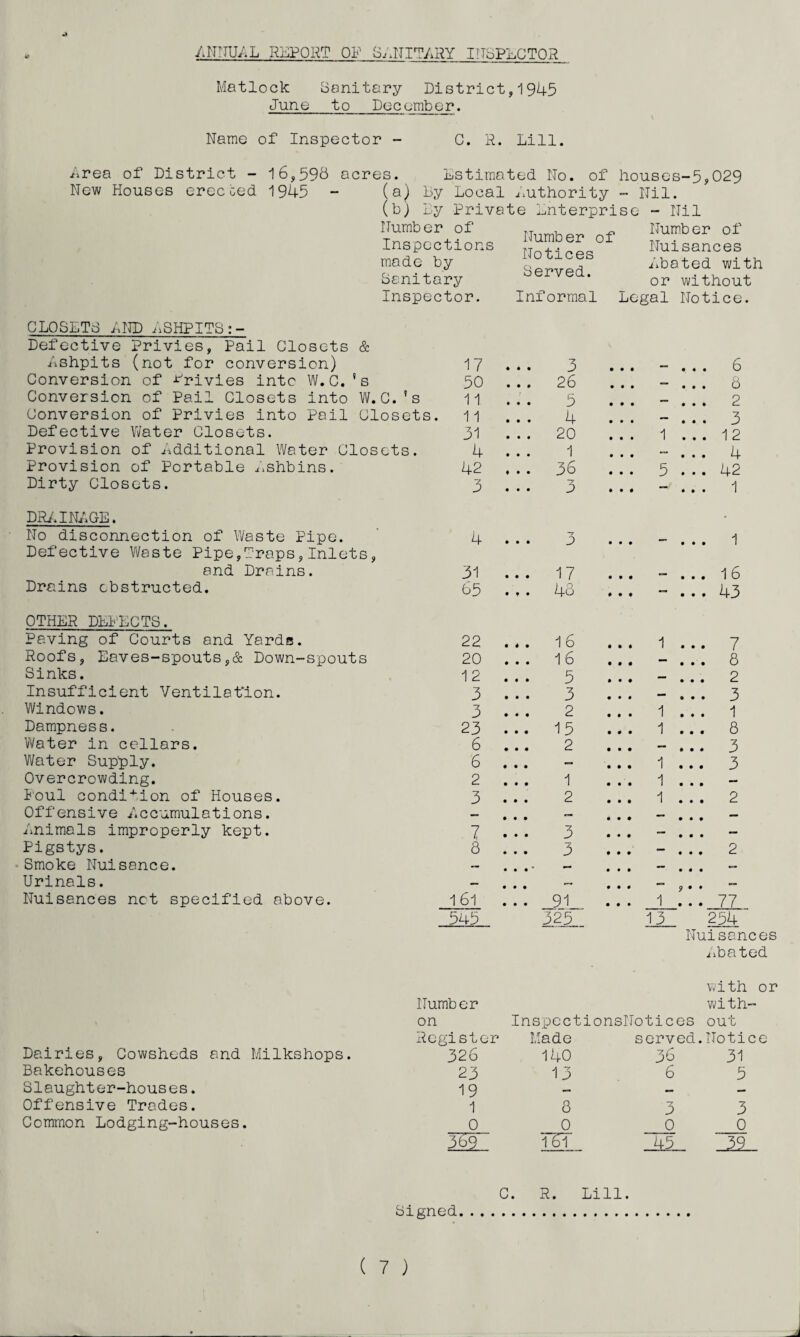 ANNUAL REPORT OF SANITARY INSPECTOR
Matlock Sanitary District,1945
June to December.
Name of Inspector - C. R. Lill.
Area of District - 16,598 acres. Estimated No. of houses-5,029
New Houses erected 1945 - (a) By Local Authority - Nil.
(b) By Private Enterprise - Nil
Number of Inspections made by Sanitary Inspector. Number of Notices Served. Informal Legal Number of Nuisances Abated with or without Notice.
CLOSETS AND ASHPITS:-
Defective Privies, Pail Closets &
Ashpits (not for conversion) 17 ... 3 ... - ... 6
Conversion of Privies into W.C.'s 50 ... 26 ... - ... 8
Conversion of Pail Closets into W.C.'s 11 ... 5 ... - ... 2
Conversion of Privies into Pail Closets. 11 ... 4 ... - ... 3
Defective Water Closets. 31 ... 20 ... 1 ... 12
Provision of Additional Water Closets. 4 ... 1 ... - ... 4
Provision of Portable Ashbins. 42 ... 36 ... 5 ... 42
Dirty Closets. 3 ... 3 ... - ... 1
DRAINAGE.
No disconnection of Waste Pipe. 4 ... 3 ... - ... 1
Defective Waste Pipe,Traps,Inlets,
and Drains. 31 ... 17 ... - ... 16
Drains obstructed. 65 ... 48 ... - ... 43
OTHER DEFECTS.
Paving of Courts and Yards. 22 ... 16 ... 1 ... 7
Roofs, Eaves-spouts,& Down-spouts 20 ... 16 ... - ... 8
Sinks. 12 ... 5 ... - ... 2
Insufficient Ventilation. 3 ... 3 ... - ... 3
Windows. 3 ... 2 ... 1 ... 1
Dampness. 23 ... 15 ... 1 ... 8
Water in cellars. 6 ... 2 ... - ... 3
Water Supply. 6 ... - ... 1 ... 3
Overcrowding. 2 ... 1 ... 1 ... -
Foul condition of Houses. 3 ... 2 ... 1 ... 2
Offensive Accumulations. - ... - ... - ... -
Animals improperly kept. 7 ... 3 ... - ... -
Pigstys. 8 ... 3 ... - ... 2
Smoke Nuisance. - ... - ... - ... -
Urinals. - ... - ... - ... -
Nuisances not specified above. 161 ... 91 ... 1 ... 77
545 325 13 254
Nuisances
Abated
with or
Number with-
on Inspections Notices out
Register Made served. Notice
Dairies, Cowsheds and Milkshops. 326 140 36 31
Bakehouses 23 13 6 5
Slaughter-houses. 19 - - -
Offensive Trades. 1 8 3 3
Common Lodging-houses. 0 0 0 0
369 161 45 39
C. R. Lill.
Signed......................
( 7 )